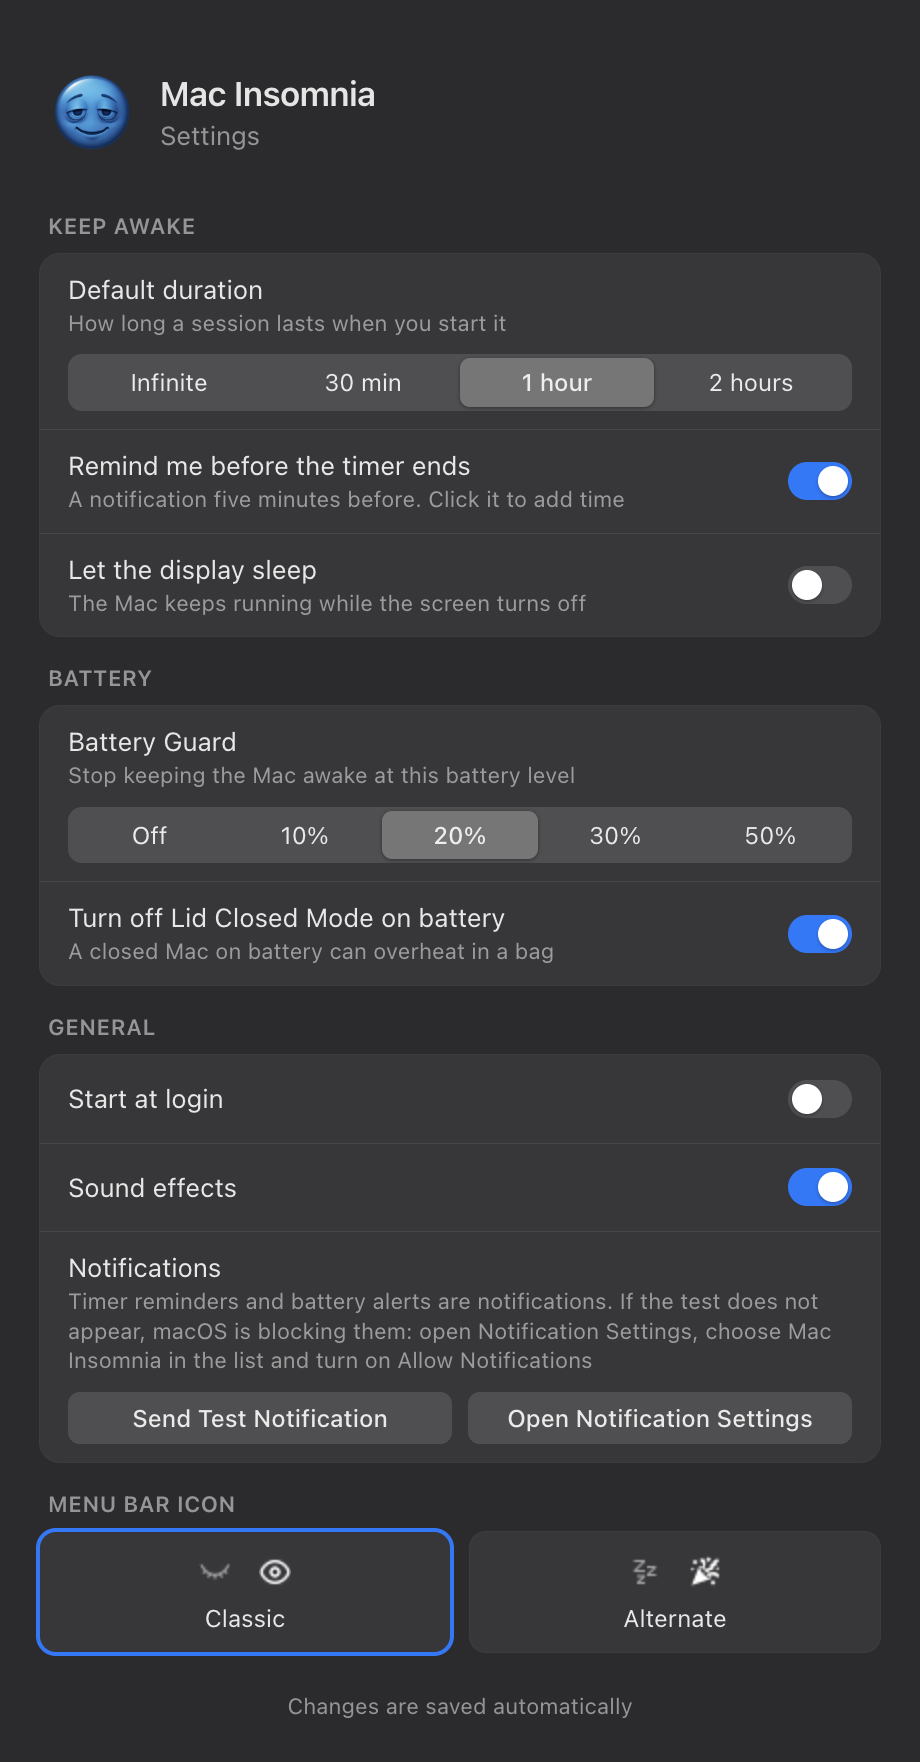 Mac Insomnia
Settings
KEEP AWAKE
Default duration
How long a session lasts when you start it
Infinite 30 min 1 hour 2 hours
Remind me before the timer ends
A notification five minutes before. Click it to add time
Let the display sleep
The Mac keeps running while the screen turns off
BATTERY
Battery Guard
Stop keeping the Mac awake at this battery level
Off 10% 20% 30% 50%
Turn off Lid Closed Mode on battery
A closed Mac on battery can overheat in a bag
GENERAL
Start at login
Sound effects
Notifications
Timer reminders and battery alerts are notifications. If the test does not
appear, macOS is blocking them: open Notification Settings, choose Mac
Insomnia in the list and turn on Allow Notifications
Send Test Notification Open Notification Settings
MENU BAR ICON
Classic Alternate
Changes are saved automatically